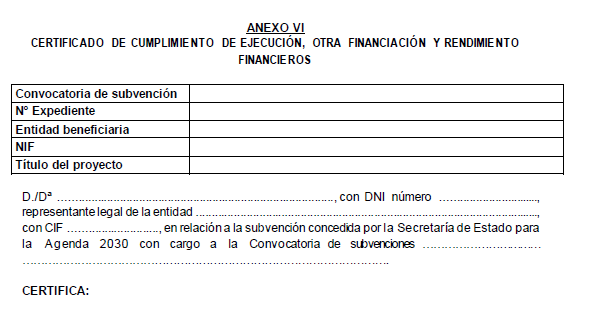 ANEXO VI
CERTIFICADO DE CUMPLIMIENTO DE EJECUCIÓN, OTRA FINANCIACIÓN Y RENDIMIENTO
FINANCIEROS
Convocatoria de subvención
Nº Expediente
Entidad beneficiaria
NIF
Título del proyecto
D./Dª ……………………………………………………………………, con DNI número ……………………….,
representante legal de la entidad ……………………………………………………………………………………,
con CIF ……………………., en relación a la subvención concedida por la Secretaría de Estado para
la Agenda 2030 con cargo a la Convocatoria de subvenciones ……………………………
……………………………………………………………………………………….
CERTIFICA: